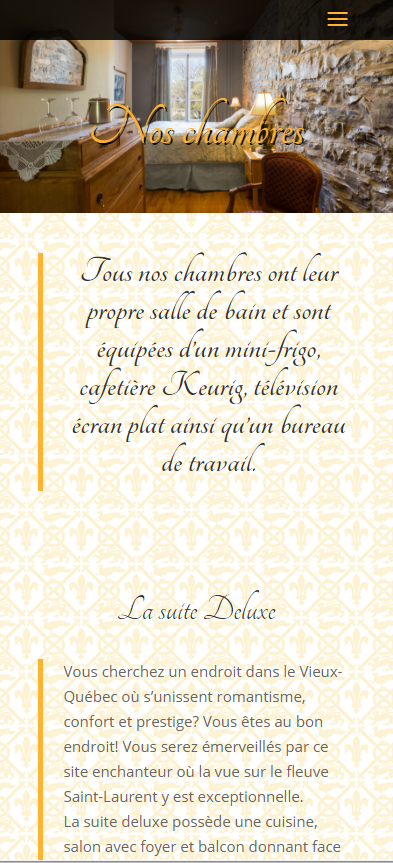 Nos chambres
Tous nos chambres ont leur
propre salle de bain et sont
équipées d'un mini-frigo,
cafetière Keurig, télévision
écran plat ainsi qu'un bureau
de travail.
La suite Deluxe
Vous cherchez un endroit dans le Vieux-
Québec où s’unissent romantisme,
confort et prestige? Vous êtes au bon
endroit! Vous serez émerveillés par ce
site enchanteur où la vue sur le fleuve
Saint-Laurent y est exceptionnelle.
La suite deluxe possède une cuisine,
salon avec foyer et balcon donnant face